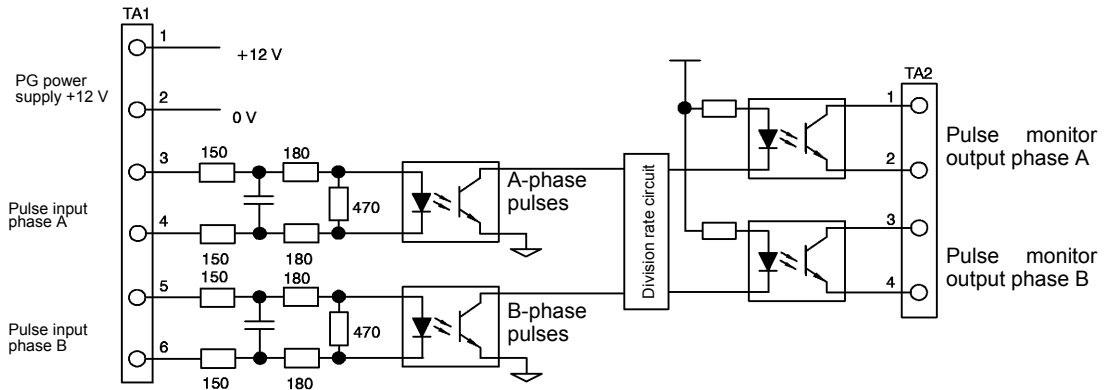 TA1
1
+12 V
PG power
supply +12 V
2
0 V
150
180
3
Pulse input
phase A
4
470
150
180
A-phase
pulses
150
180
5
Pulse input
phase B
6
470
150
180
B-phase
pulses
Division rate circuit
TA2
1
2
Pulse monitor
output phase A
3
4
Pulse monitor
output phase B